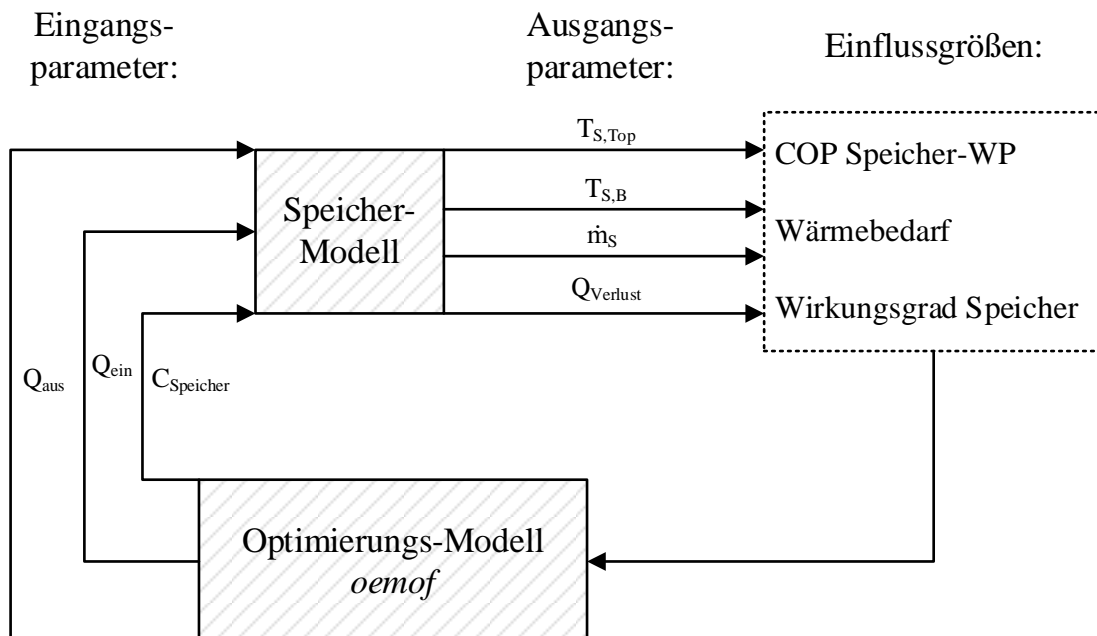 Eingangs-
parameter:
Ausgangs-
parameter:
Einflussgrößen:
T_S,Top
COP Speicher-WP
Speicher-
Modell
T_S,B
ṁ_S
Wärmebedarf
Q_Verlust
Wirkungsgrad Speicher
Q_aus
Q_ein
C_Speicher
Optimierungs-Modell
oemof